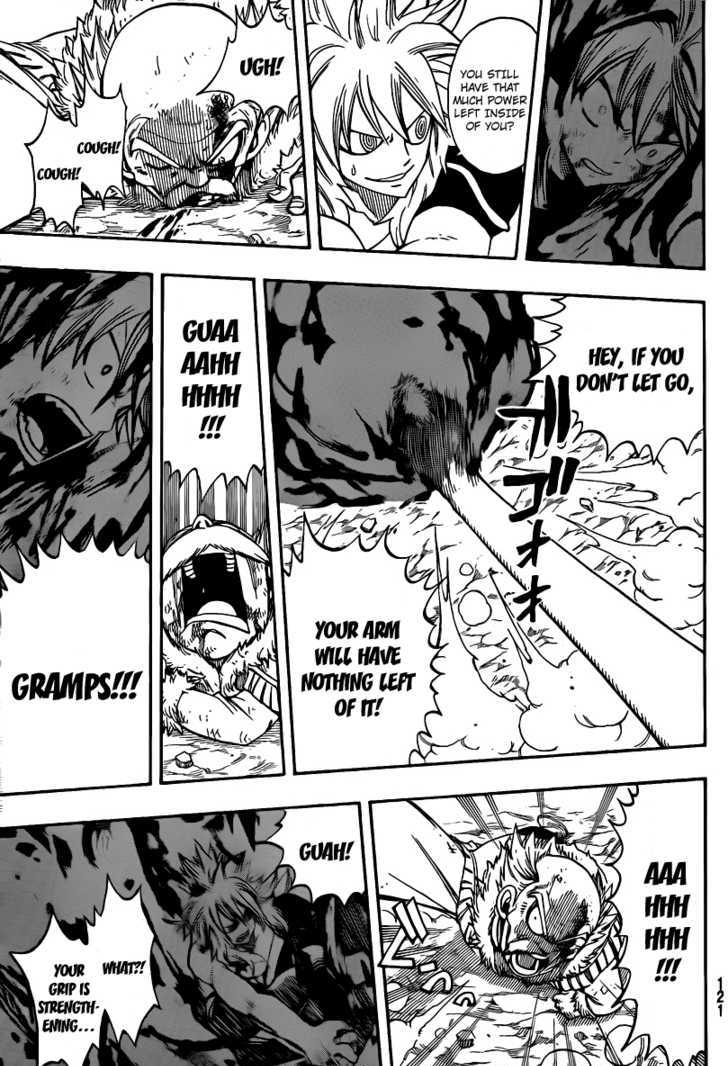 YOU STILL
HAVE THAT
MUCH POWER
LEFT INSIDE
OF YOU?
UGH!
COUGH!
COUGH!
HEY, IF YOU
DON'T LET GO,
ゴゴオオ
YOUR ARM
WILL HAVE
NOTHING LEFT
OF IT!
GUAA
AAHH
HHHH
!!!
GRAMPS!!!
AAA
HHH
HHH
!!!
GUAH!
WHAT?!
YOUR
GRIP IS
STRENGTH-
ENING...
121